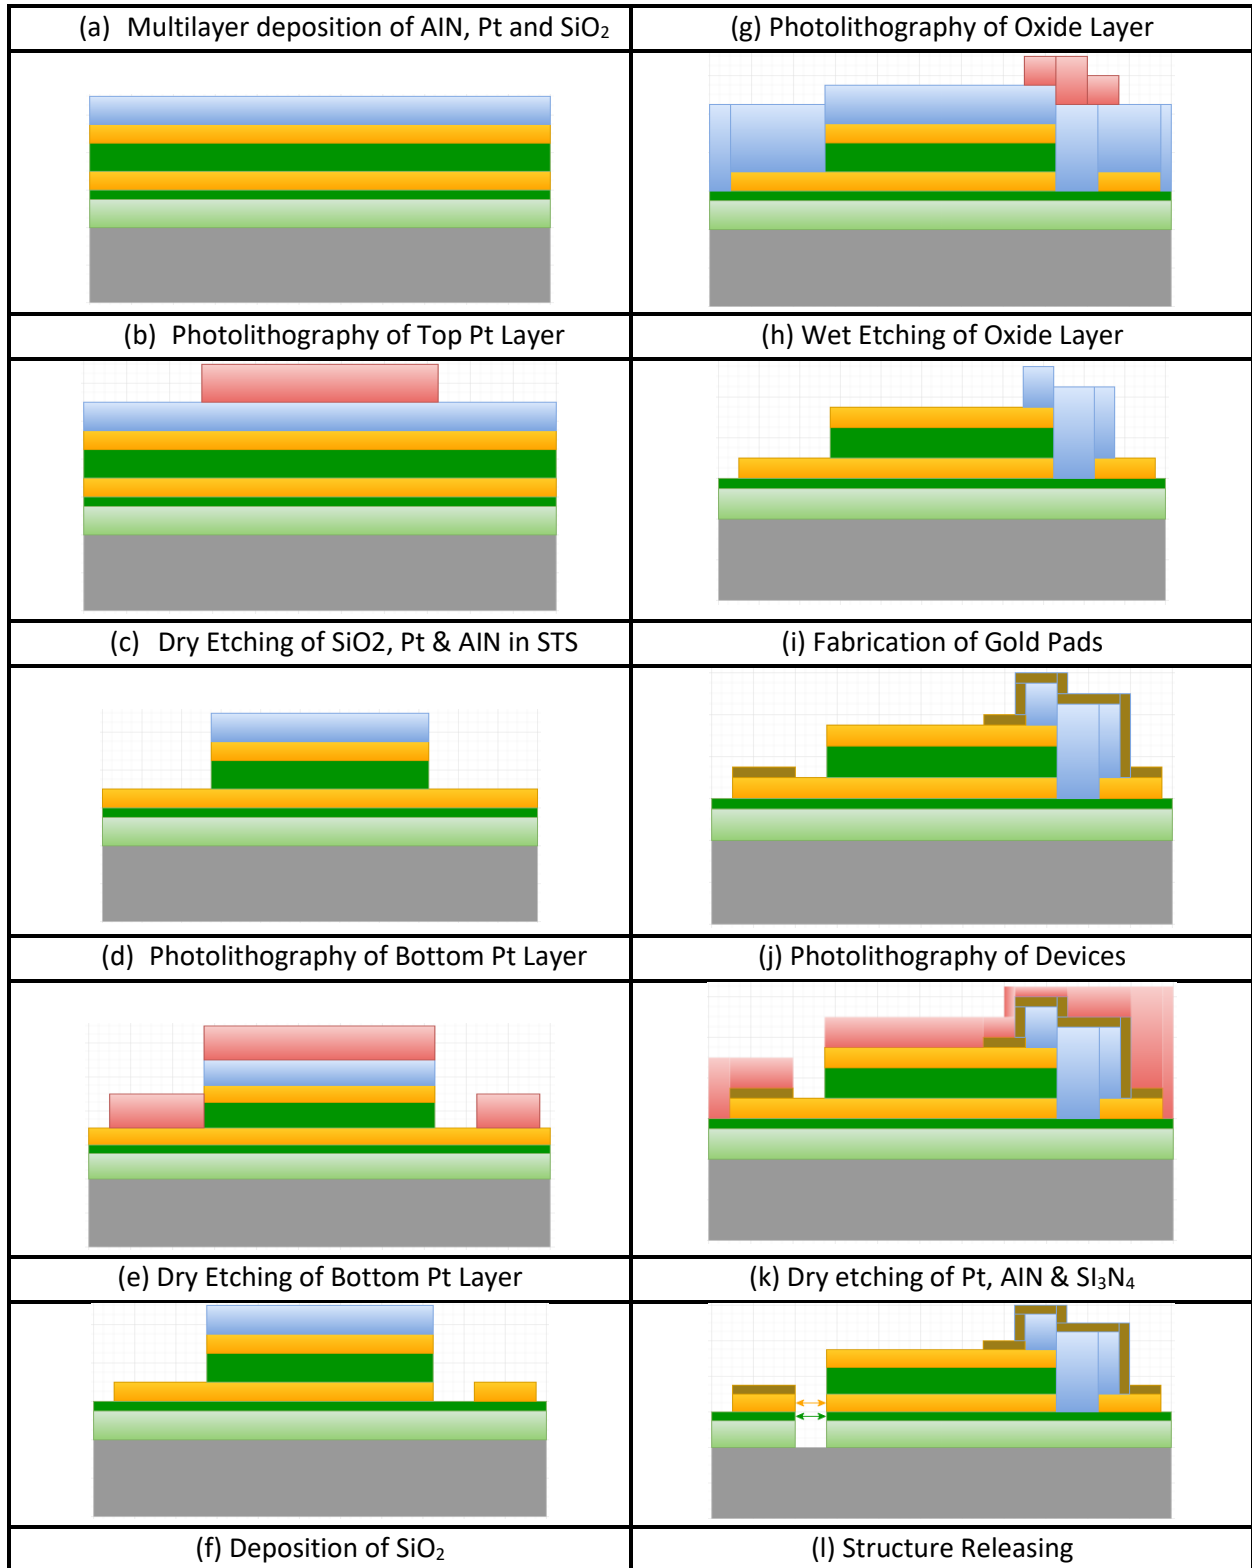 (a) Multilayer deposition of AIN, Pt and SiO₂
(g) Photolithography of Oxide Layer
(b) Photolithography of Top Pt Layer
(h) Wet Etching of Oxide Layer
(c) Dry Etching of SiO2, Pt & AIN in STS
(i) Fabrication of Gold Pads
(d) Photolithography of Bottom Pt Layer
(j) Photolithography of Devices
(e) Dry Etching of Bottom Pt Layer
(k) Dry etching of Pt, AIN & SI₃N₄
(f) Deposition of SiO₂
(l) Structure Releasing